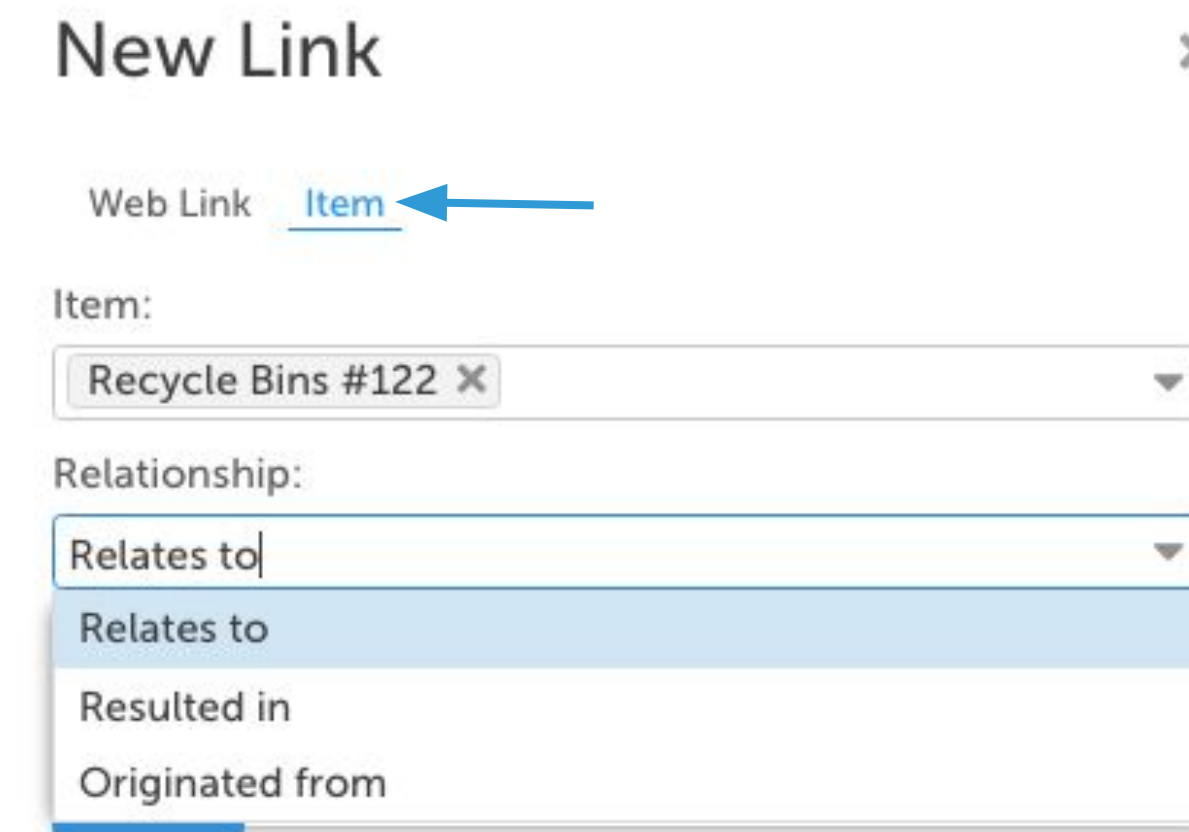 New Link
Web Link Item
Item:
Recycle Bins #122
Relationship:
Relates to
Relates to
Resulted in
Originated from